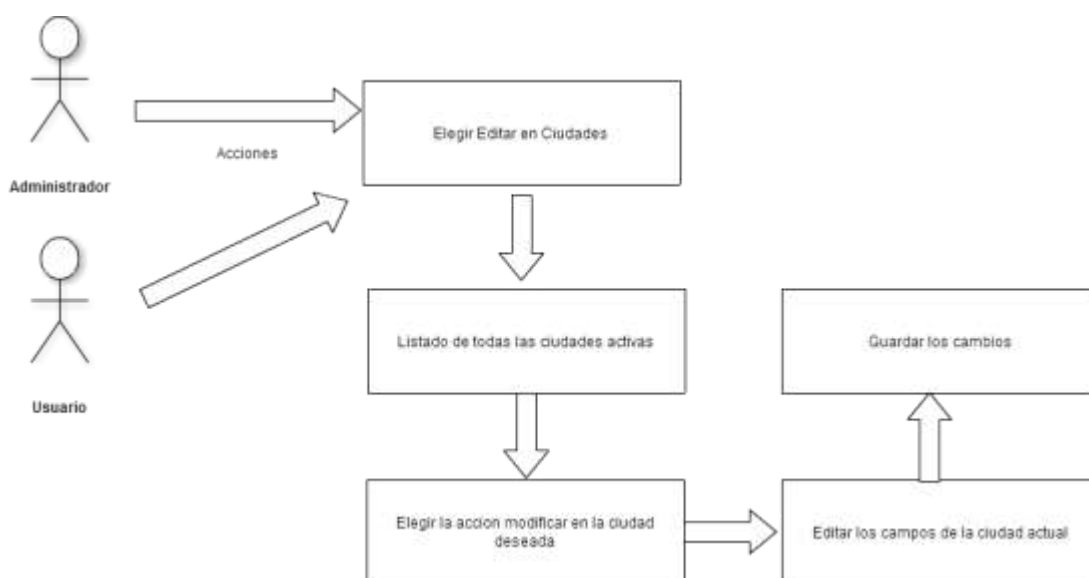 Elegir Editar en Ciudades
Acciones
Administrador
Usuario
Listado de todas las ciudades activas
Guardar los cambios
Elegir la accion modificar en la ciudad
deseada
Editar los campos de la ciudad actual